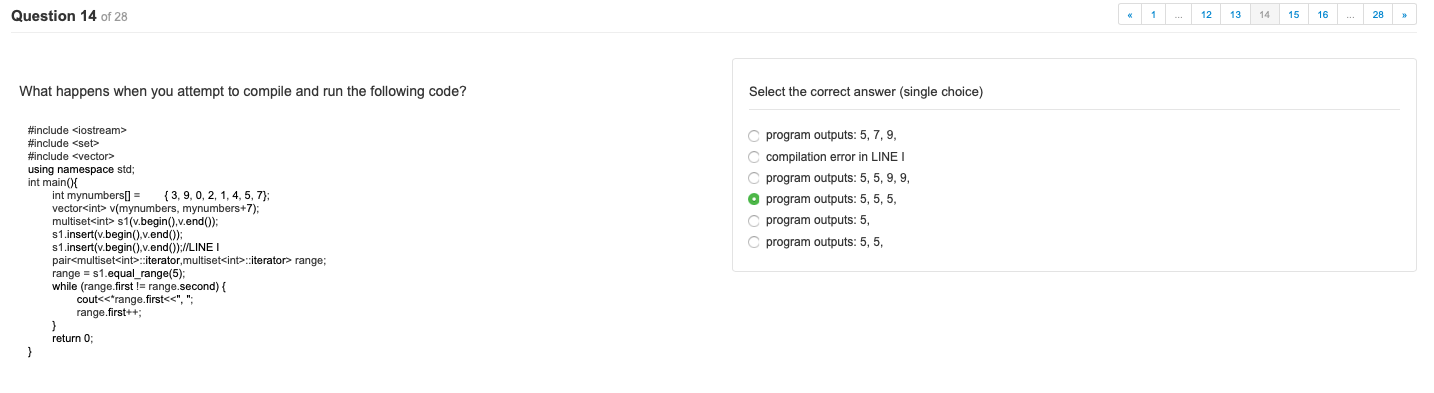 Question 14 of 28
« 1 ... 12 13 14 15 16 ... 28 »
What happens when you attempt to compile and run the following code?
#include <iostream>
#include <set>
#include <vector>
using namespace std;
int main(){
int mynumbers[] = { 3, 9, 0, 2, 1, 4, 5, 7};
vector<int> v(mynumbers, mynumbers+7);
multiset<int> s1(v.begin(),v.end());
s1.insert(v.begin(),v.end());
s1.insert(v.begin(),v.end());//LINE I
pair<multiset<int>::iterator,multiset<int>::iterator> range;
range = s1.equal_range(5);
while (range.first != range.second) {
cout<<*range.first<<", ";
range.first++;
}
return 0;
}
Select the correct answer (single choice)
program outputs: 5, 7, 9,
compilation error in LINE I
program outputs: 5, 5, 9, 9,
program outputs: 5, 5, 5,
program outputs: 5,
program outputs: 5, 5,